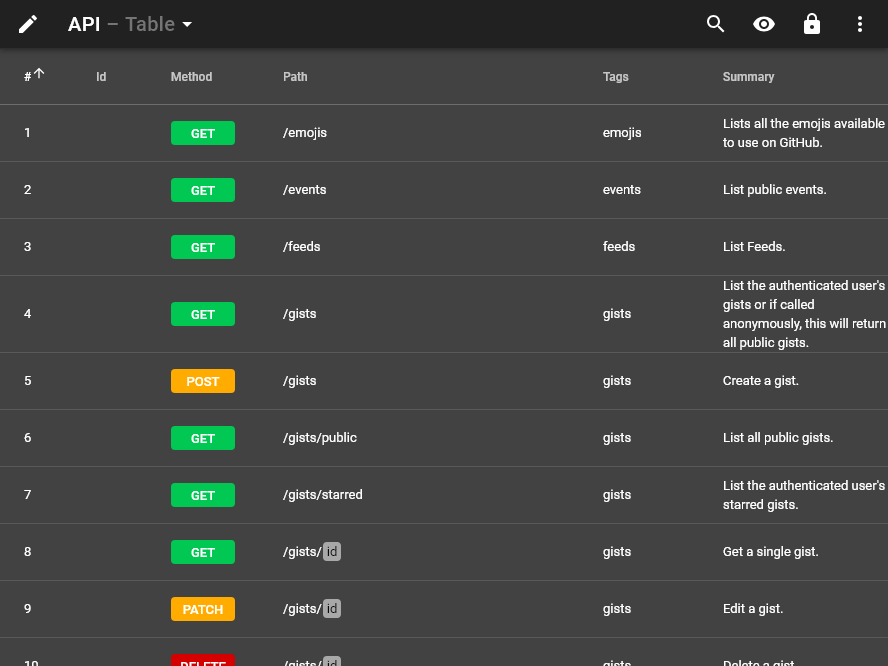 API – Table
# Id Method Path Tags Summary
1 GET /emojis emojis Lists all the emojis available
to use on GitHub.
2 GET /events events List public events.
3 GET /feeds feeds List Feeds.
4 GET /gists gists List the authenticated user's
gists or if called
anonymously, this will return
all public gists.
5 POST /gists gists Create a gist.
6 GET /gists/public gists List all public gists.
7 GET /gists/starred gists List the authenticated user's
starred gists.
8 GET /gists/ id gists Get a single gist.
9 PATCH /gists/ id gists Edit a gist.
10 DELETE /gists/ id gists Delete a gist.